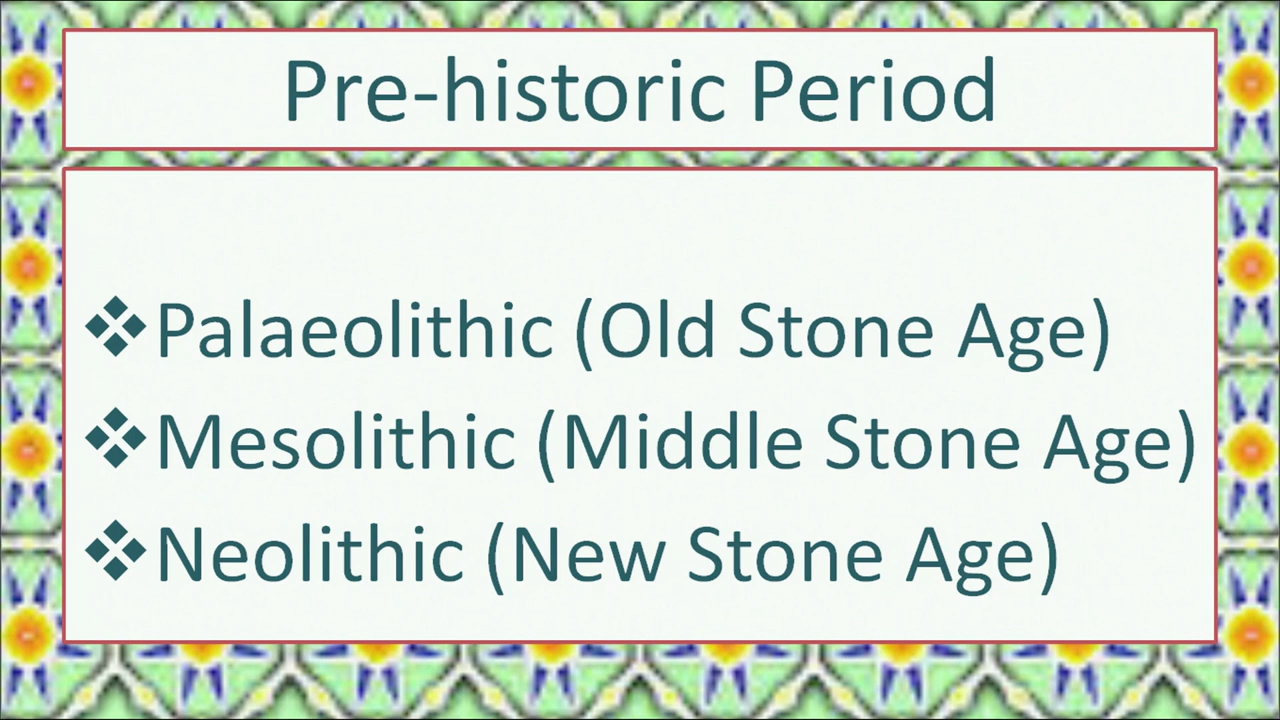 Pre-historic Period
❖Palaeolithic (Old Stone Age)
❖Mesolithic (Middle Stone Age)
❖Neolithic (New Stone Age)